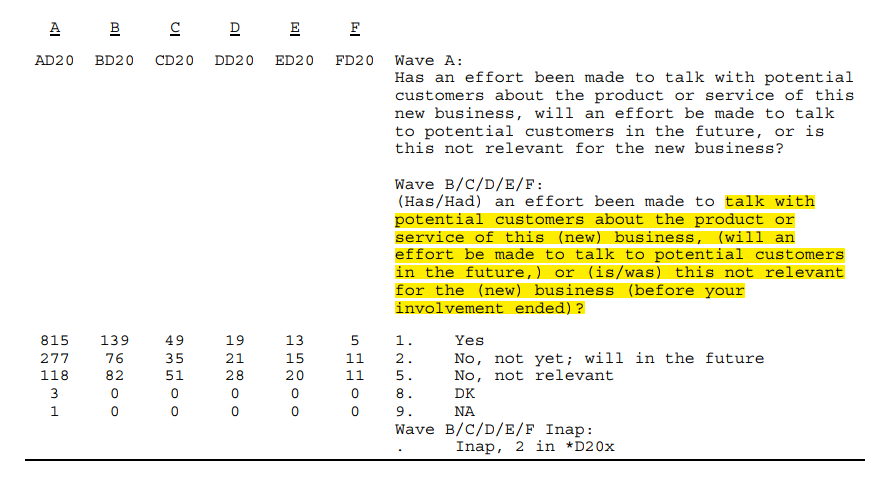 A B C D E F
AD20 BD20 CD20 DD20 ED20 FD20 Wave A:
Has an effort been made to talk with potential
customers about the product or service of this
new business, will an effort be made to talk
to potential customers in the future, or is
this not relevant for the new business?
Wave B/C/D/E/F:
(Has/Had) an effort been made to talk with
potential customers about the product or
service of this (new) business, (will an
effort be made to talk to potential customers
in the future,) or (is/was) this not relevant
for the (new) business (before your
involvement ended)?
815 139 49 19 13 5 1. Yes
277 76 35 21 15 11 2. No, not yet; will in the future
118 82 51 28 20 11 5. No, not relevant
3 0 0 0 0 0 8. DK
1 0 0 0 0 0 9. NA
Wave B/C/D/E/F Inap:
. Inap, 2 in *D20x